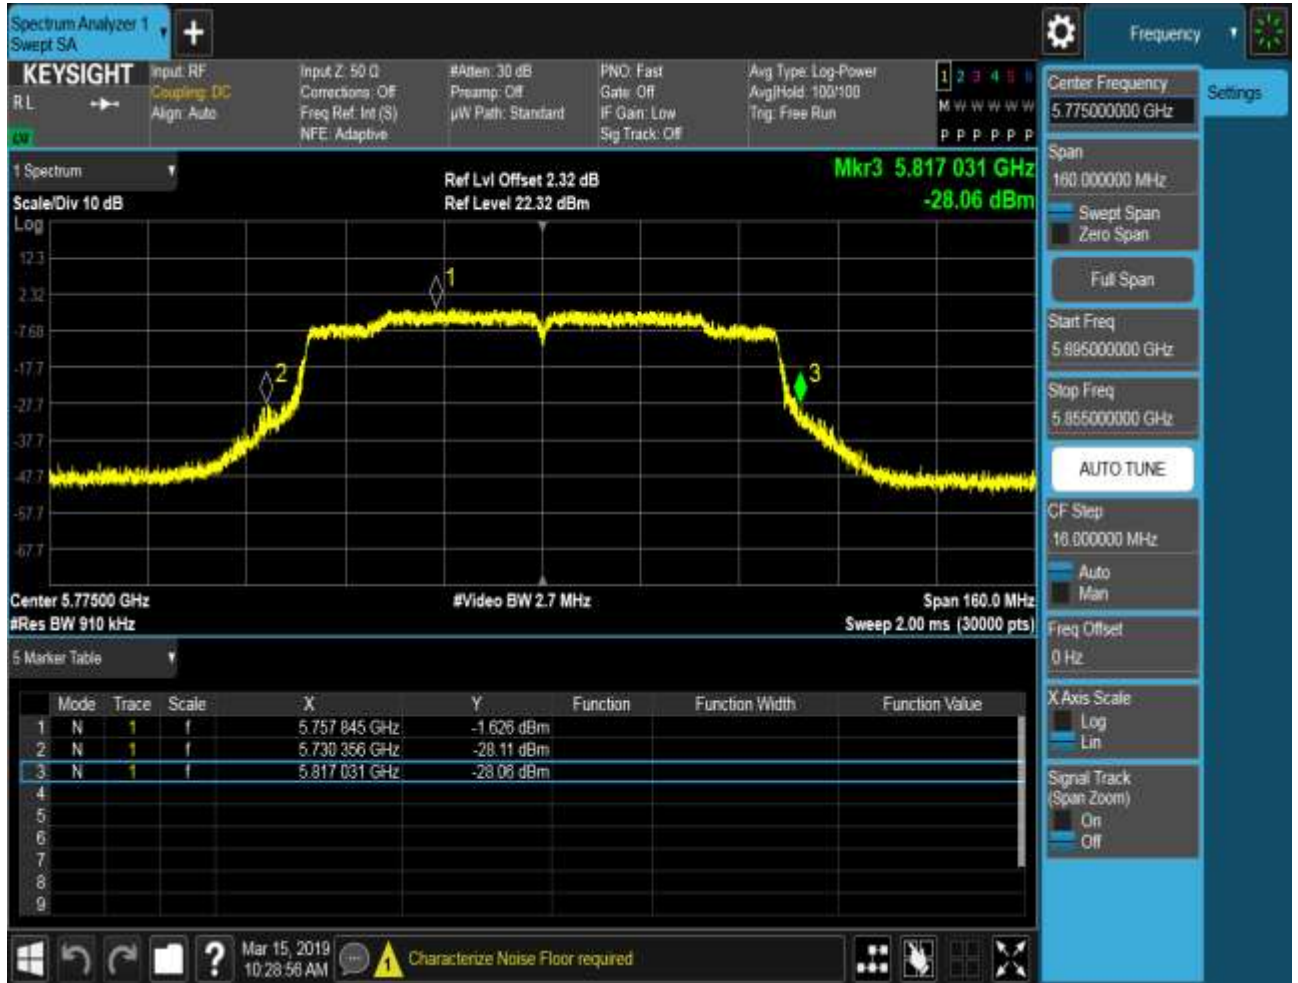 Spectrum Analyzer 1
Swept SA
+
Frequency
KEYSIGHT
RL
Input: RF
Coupling: DC
Align: Auto
Input Z: 50 Ω
Corrections: Off
Freq Ref: Int (S)
NFE: Adaptive
#Atten: 30 dB
Preamp: Off
µW Path: Standard
PNO: Fast
Gate: Off
IF Gain: Low
Sig Track: Off
Avg Type: Log-Power
Avg|Hold: 100/100
Trig: Free Run
1 2 3 4 5 6
M W W W W W
P P P P P P
1 Spectrum
Scale/Div 10 dB
Log
Ref Lvl Offset 2.32 dB
Ref Level 22.32 dBm
Mkr3 5.817 031 GHz
-28.06 dBm
12.3
2.32
-7.68
-17.7
-27.7
-37.7
-47.7
-57.7
-67.7
1
2
3
Center 5.77500 GHz
#Res BW 910 kHz
#Video BW 2.7 MHz
Span 160.0 MHz
Sweep 2.00 ms (30000 pts)
5 Marker Table
Mode Trace Scale X Y Function Function Width Function Value
1 N 1 f 5.757 845 GHz -1.626 dBm
2 N 1 f 5.730 356 GHz -28.11 dBm
3 N 1 f 5.817 031 GHz -28.06 dBm
4
5
6
7
8
9
Center Frequency
5.775000000 GHz
Settings
Span
160.000000 MHz
Swept Span
Zero Span
Full Span
Start Freq
5.695000000 GHz
Stop Freq
5.855000000 GHz
AUTO TUNE
CF Step
16.000000 MHz
Auto
Man
Freq Offset
0 Hz
X Axis Scale
Log
Lin
Signal Track
(Span Zoom)
On
Off
?
Mar 15, 2019
10:28:56 AM
1
Characterize Noise Floor required